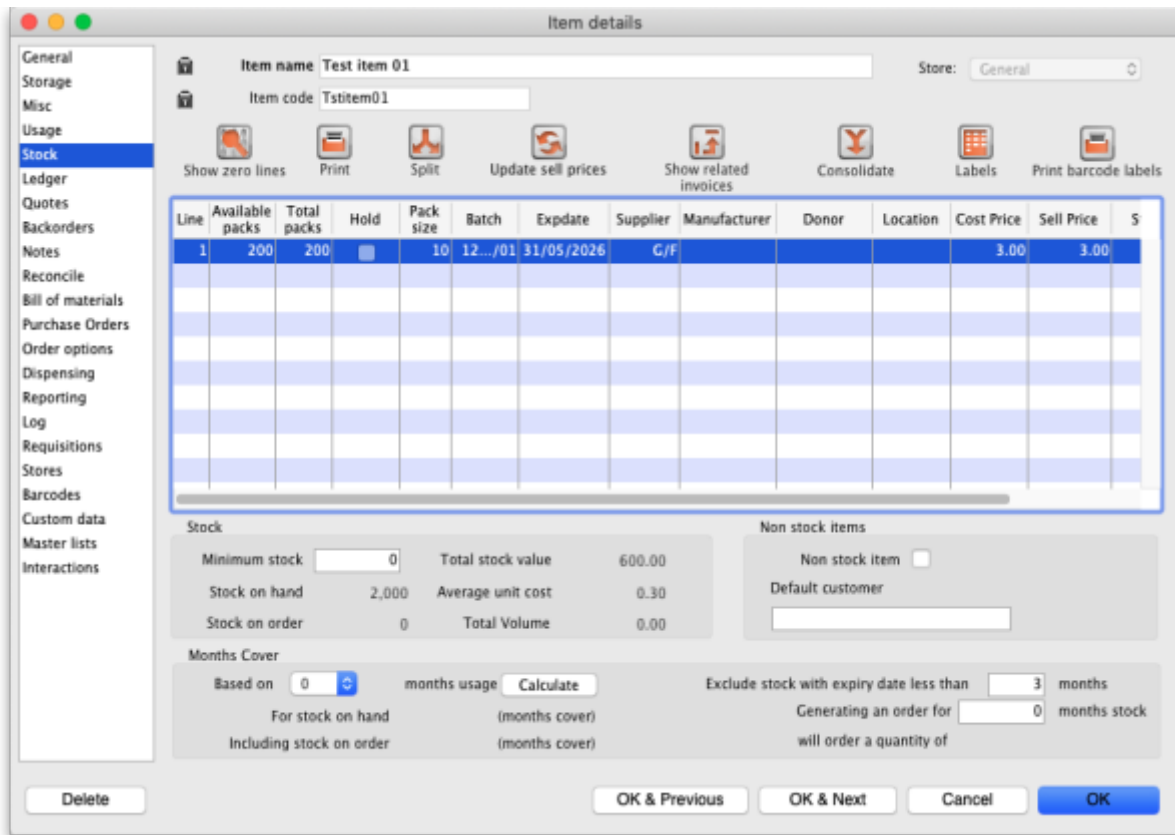 Item details
General
Storage
Misc
Usage
Stock
Ledger
Quotes
Backorders
Notes
Reconcile
Bill of materials
Purchase Orders
Order options
Dispensing
Reporting
Log
Requisitions
Stores
Barcodes
Custom data
Master lists
Interactions
Item name Test item 01 Store: General
Item code Tstitem01
Show zero lines Print Split Update sell prices Show related invoices Consolidate Labels Print barcode labels
Line Available packs Total packs Hold Pack size Batch Expdate Supplier Manufacturer Donor Location Cost Price Sell Price S
1 200 200 10 12.../01 31/05/2026 G/F 3.00 3.00
Stock Non stock items
Minimum stock 0 Total stock value 600.00 Non stock item
Stock on hand 2,000 Average unit cost 0.30 Default customer
Stock on order 0 Total Volume 0.00
Months Cover
Based on 0 months usage Calculate Exclude stock with expiry date less than 3 months
For stock on hand (months cover) Generating an order for 0 months stock
Including stock on order (months cover) will order a quantity of
Delete OK & Previous OK & Next Cancel OK